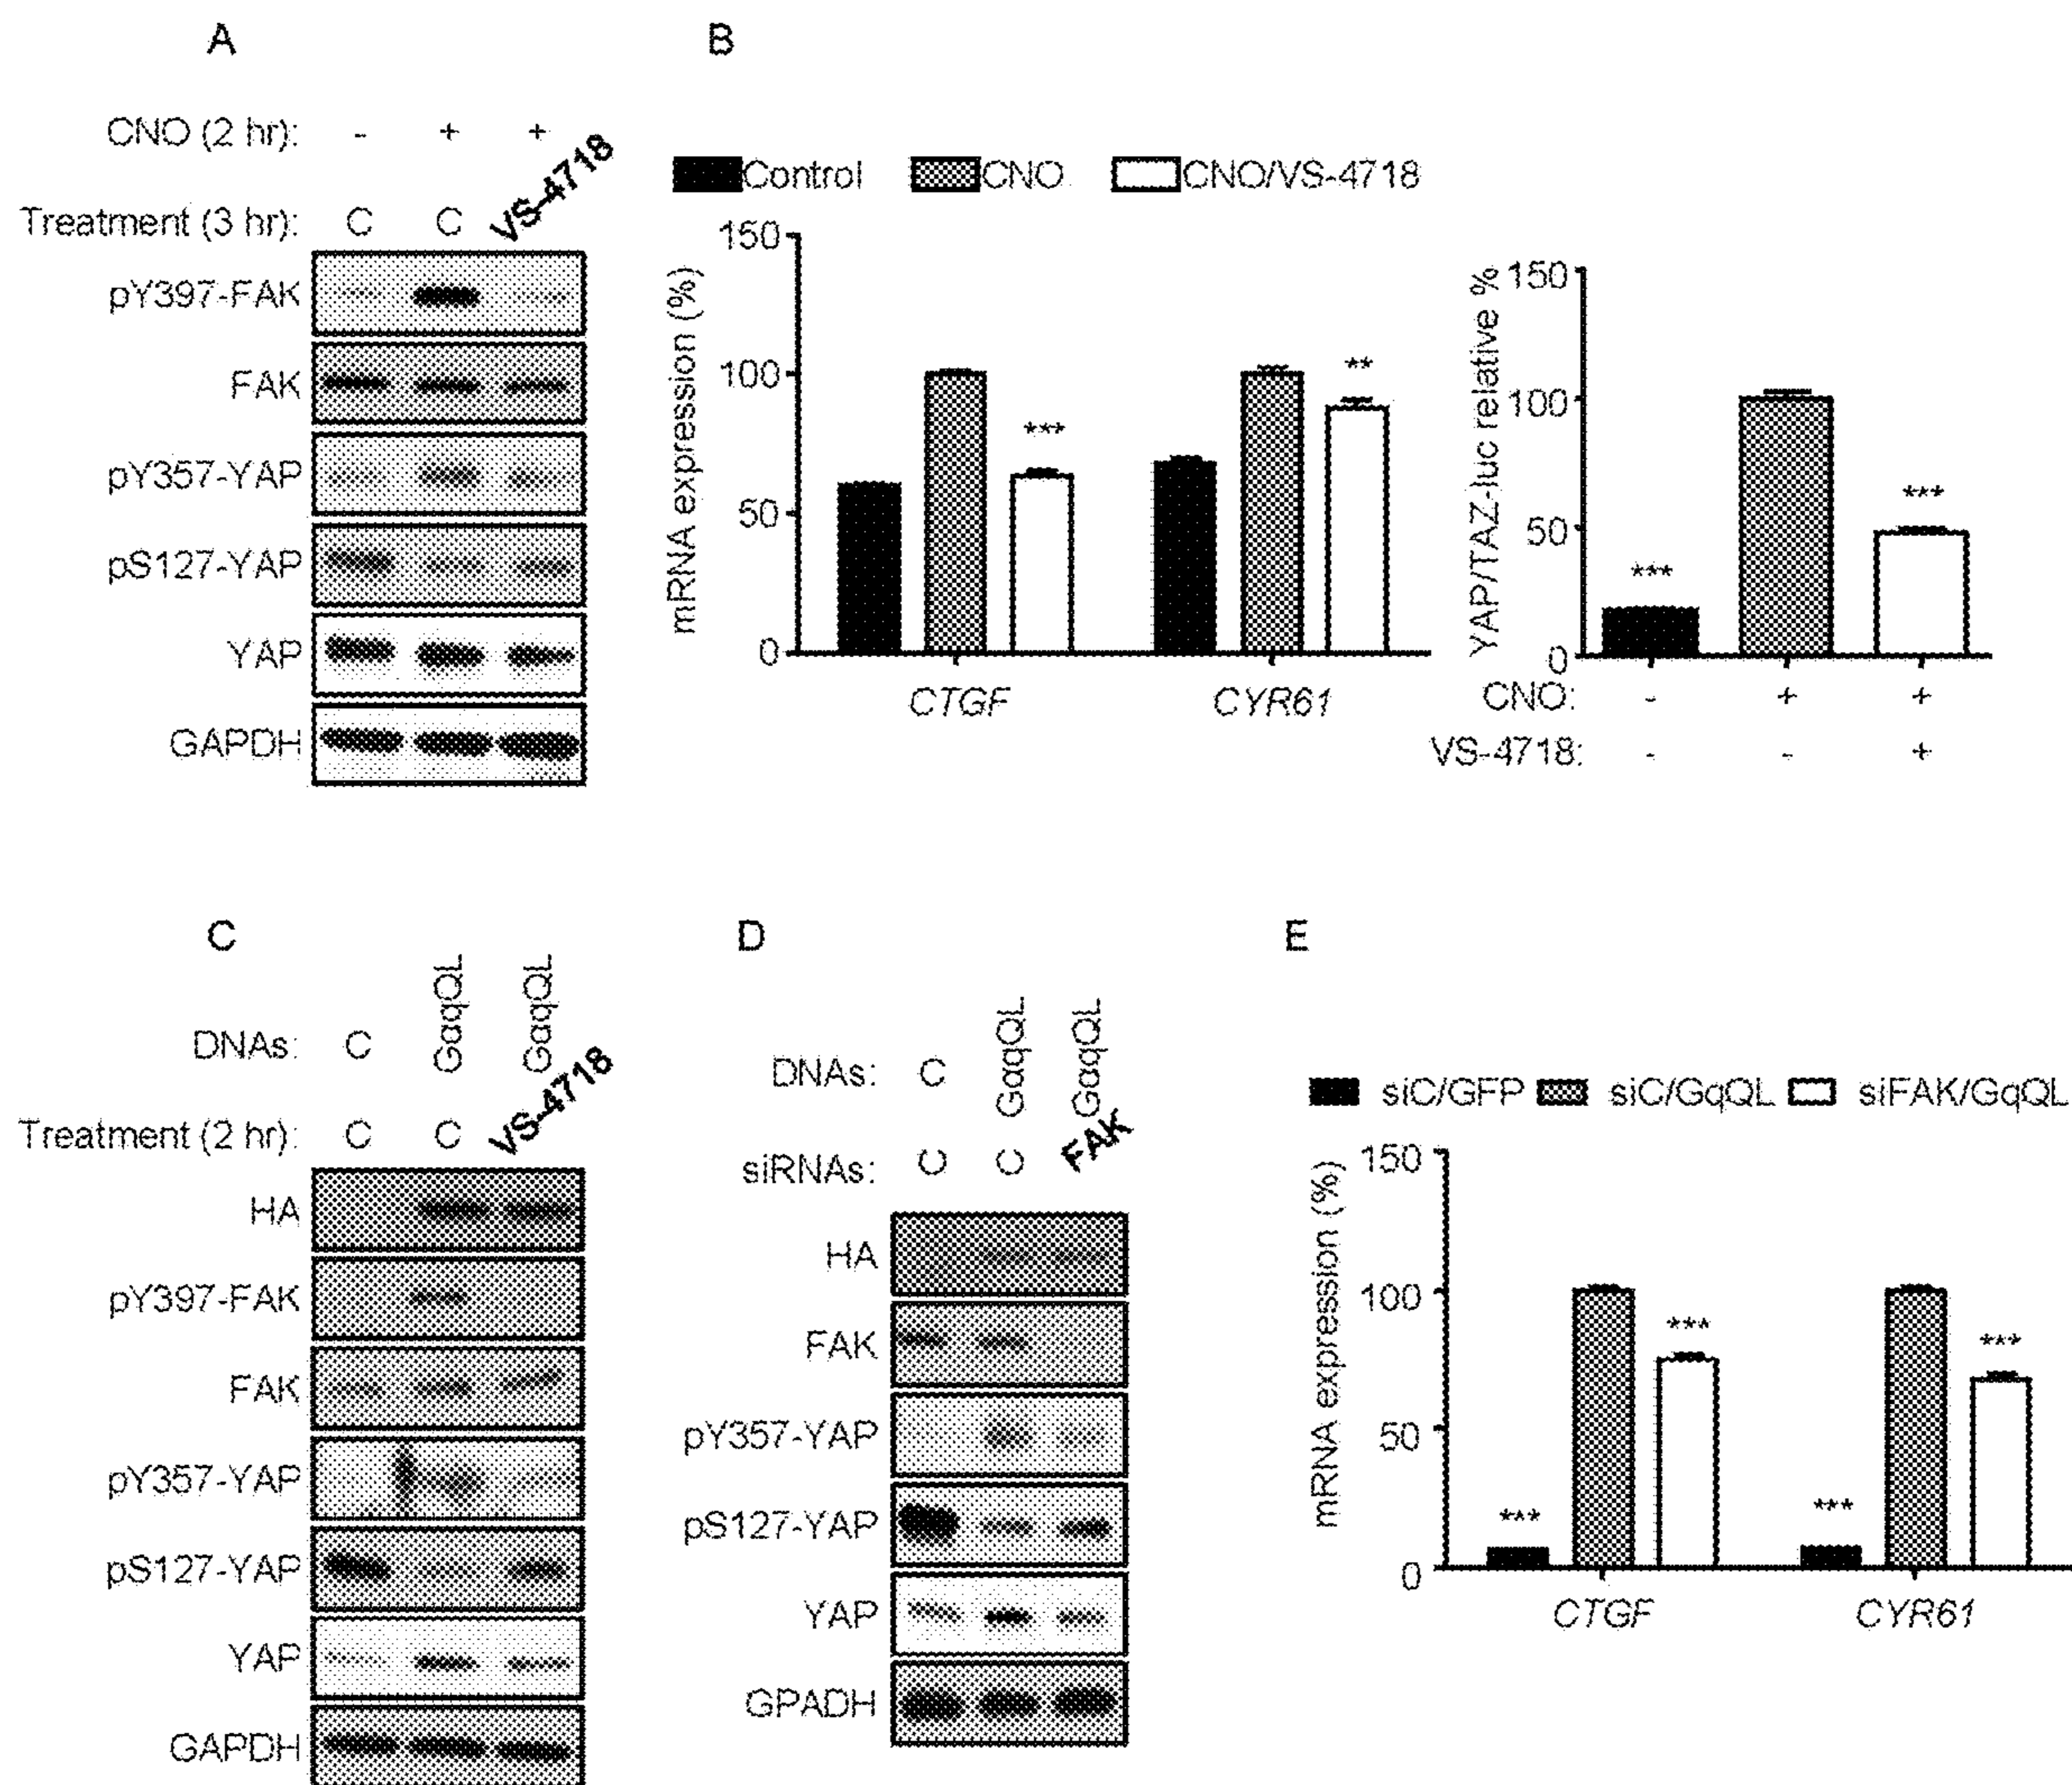 A
CNO (2 hr): - + +
Treatment (3 hr): C C VS-4718
pY397-FAK
FAK
pY357-YAP
pS127-YAP
YAP
GAPDH
B
Control CNO CNO/VS-4718
mRNA expression (%)
150
100
50
0
***
**
CTGF CYR61
YAP/TAZ-luc relative %
150
100
50
0
***
***
CNO: - + +
VS-4718: - - +
C
DNAs: C GαqQL GαqQL
Treatment (2 hr): C C VS-4718
HA
pY397-FAK
FAK
pY357-YAP
pS127-YAP
YAP
GAPDH
D
DNAs: C GαqQL GαqQL
siRNAs: C C FAK
HA
FAK
pY357-YAP
pS127-YAP
YAP
GPADH
E
siC/GFP siC/GqQL siFAK/GqQL
mRNA expression (%)
150
100
50
0
*** ***
*** ***
CTGF CYR61